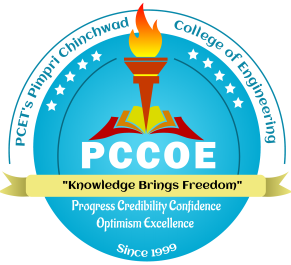 PCET's Pimpri Chinchwad College of Engineering
PCCOE
"Knowledge Brings Freedom"
Progress Credibility Confidence
Optimism Excellence
Since 1999